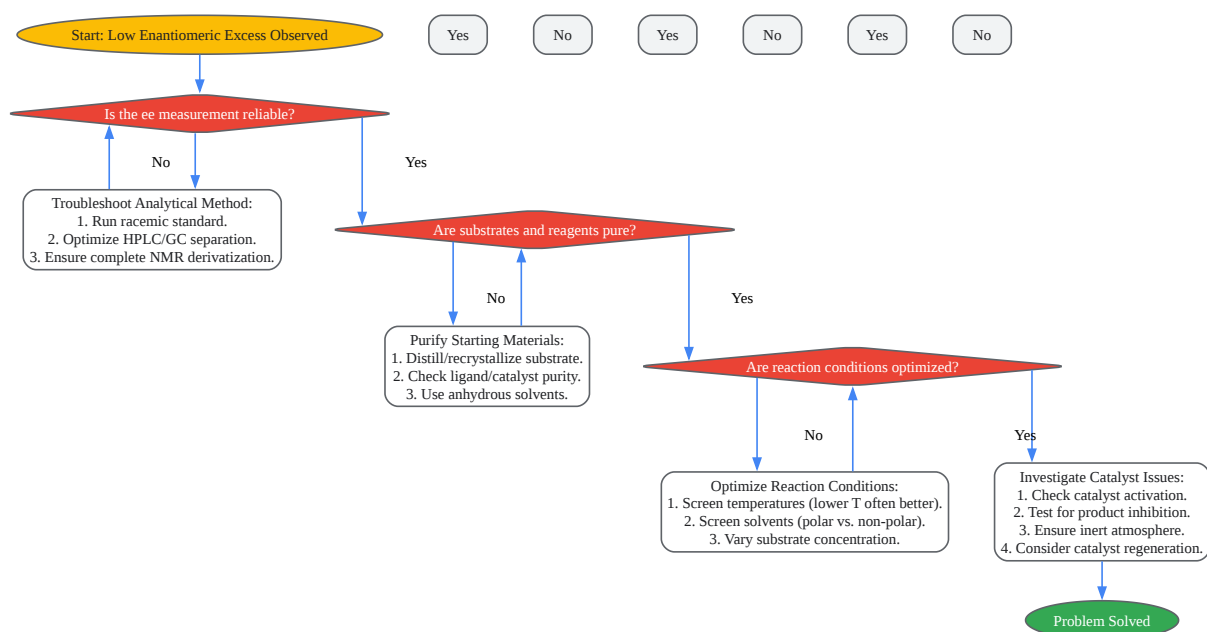 Start: Low Enantiomeric Excess Observed
Yes
No
Yes
No
Yes
No
Is the ee measurement reliable?
No
Yes
Troubleshoot Analytical Method:
1. Run racemic standard.
2. Optimize HPLC/GC separation.
3. Ensure complete NMR derivatization.
Are substrates and reagents pure?
No
Yes
Purify Starting Materials:
1. Distill/recrystallize substrate.
2. Check ligand/catalyst purity.
3. Use anhydrous solvents.
Are reaction conditions optimized?
No
Yes
Optimize Reaction Conditions:
1. Screen temperatures (lower T often better).
2. Screen solvents (polar vs. non-polar).
3. Vary substrate concentration.
Investigate Catalyst Issues:
1. Check catalyst activation.
2. Test for product inhibition.
3. Ensure inert atmosphere.
4. Consider catalyst regeneration.
Problem Solved